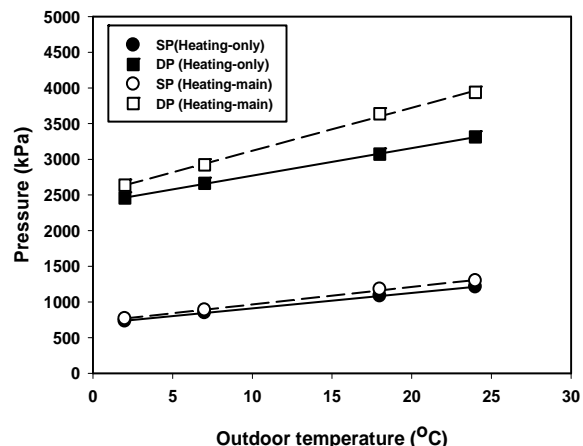 5000
4500
4000
3500
3000
2500
2000
1500
1000
500
0
Pressure (kPa)
SP(Heating-only)
DP (Heating-only)
SP (Heating-main)
DP (Heating-main)
0 5 10 15 20 25 30
Outdoor temperature (°C)